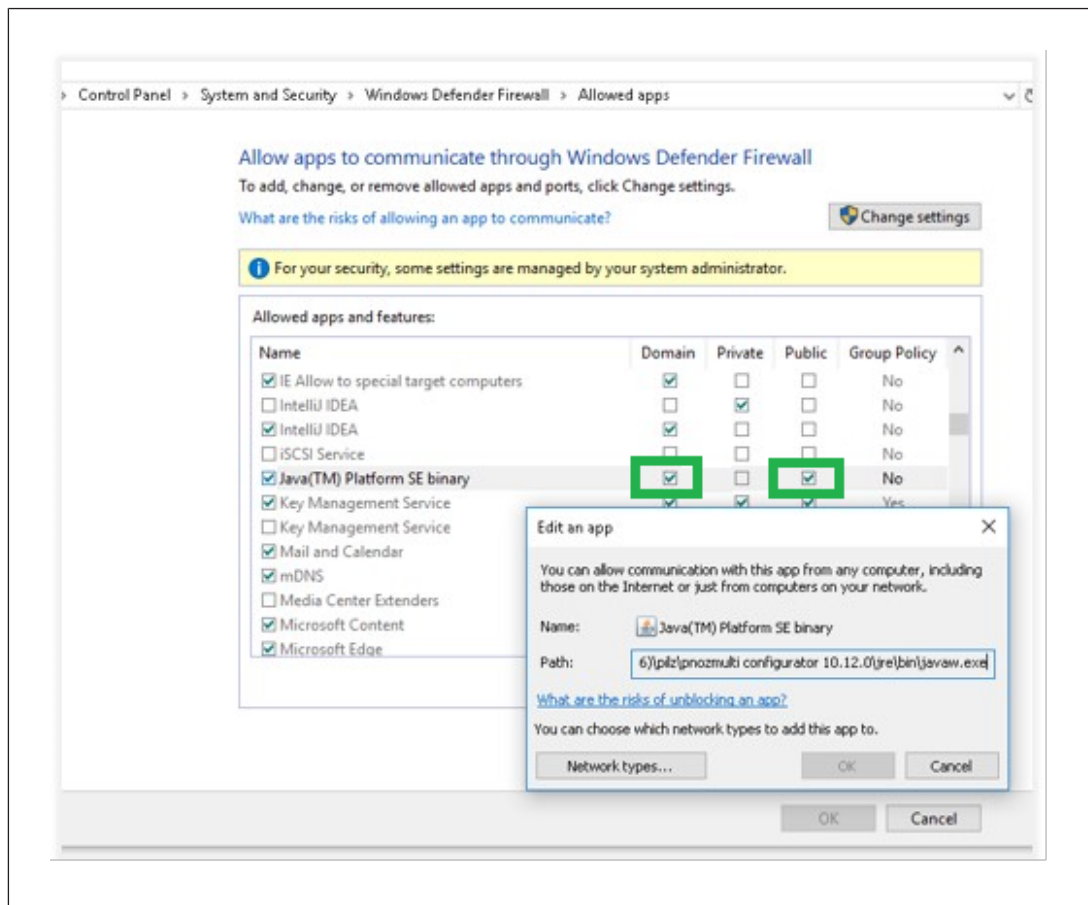 › Control Panel › System and Security › Windows Defender Firewall › Allowed apps
Allow apps to communicate through Windows Defender Firewall
To add, change, or remove allowed apps and ports, click Change settings.
What are the risks of allowing an app to communicate?
Change settings
For your security, some settings are managed by your system administrator.
Allowed apps and features:
Name Domain Private Public Group Policy
IE Allow to special target computers No
IntelliJ IDEA No
IntelliJ IDEA No
iSCSI Service No
Java(TM) Platform SE binary No
Key Management Service Yes
Key Management Service
Mail and Calendar
mDNS
Media Center Extenders
Microsoft Content
Microsoft Edge
Edit an app
You can allow communication with this app from any computer, including
those on the Internet or just from computers on your network.
Name: Java(TM) Platform SE binary
Path: 6)\pilz\pnozmulti configurator 10.12.0\jre\bin\javaw.exe
What are the risks of unblocking an app?
You can choose which network types to add this app to.
Network types... OK Cancel
OK Cancel